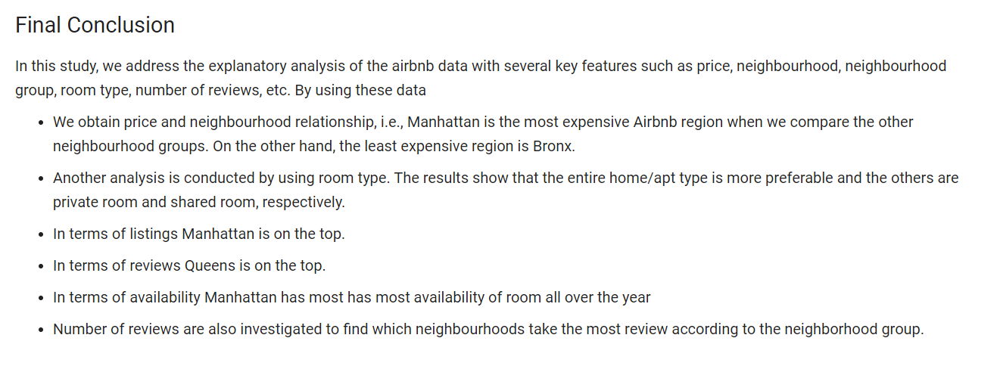 Final Conclusion
In this study, we address the explanatory analysis of the airbnb data with several key features such as price, neighbourhood, neighbourhood
group, room type, number of reviews, etc. By using these data
• We obtain price and neighbourhood relationship, i.e., Manhattan is the most expensive Airbnb region when we compare the other
neighbourhood groups. On the other hand, the least expensive region is Bronx.
• Another analysis is conducted by using room type. The results show that the entire home/apt type is more preferable and the others are
private room and shared room, respectively.
• In terms of listings Manhattan is on the top.
• In terms of reviews Queens is on the top.
• In terms of availability Manhattan has most has most availability of room all over the year
• Number of reviews are also investigated to find which neighbourhoods take the most review according to the neighborhood group.